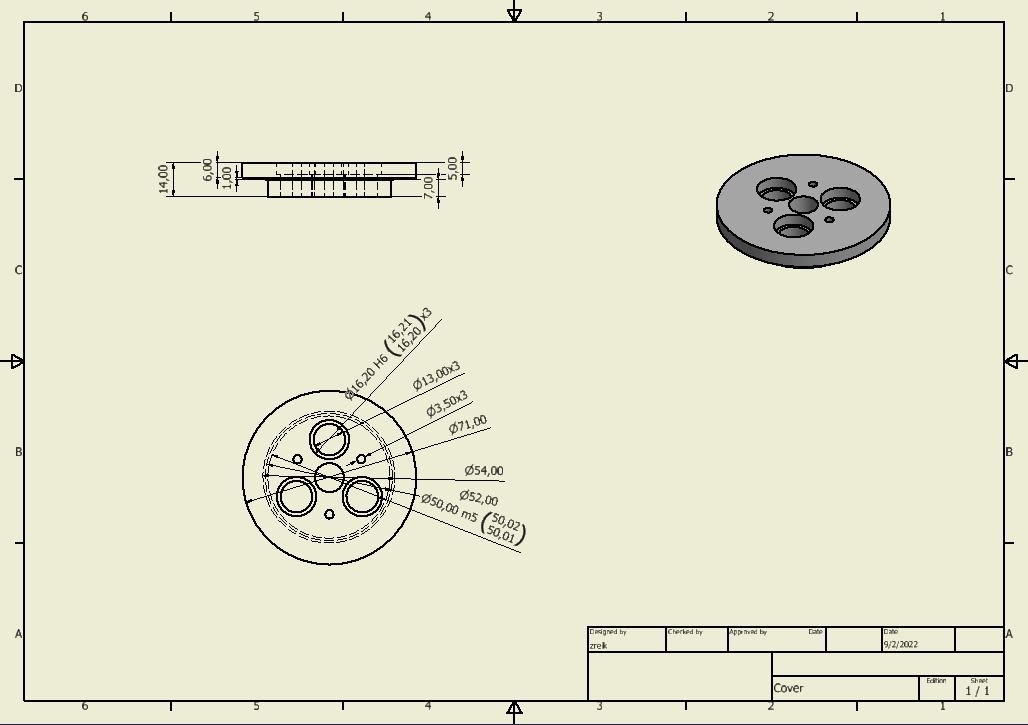 6 5 4 3 2 1
D D
14,00
6,00
1,00
5,00
7,00
C C
Ø16,20 H6 (16,21 16,20)x3
Ø13,00x3
Ø3,50x3
Ø71,00
B B
Ø54,00
Ø52,00
Ø50,00 m5 (50,02 50,01)
A A
Designed by Checked by Approved by Date Date
zreik 9/2/2022
Edition Sheet
Cover 1 / 1
6 5 4 3 2 1